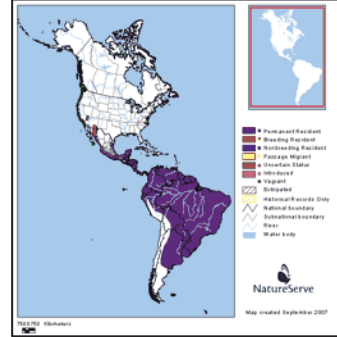 Permanent Resident
Breeding Resident
Nonbreeding Resident
Passage Migrant
Uncertain Status
Introduced
Vagrant
Extirpated
Historical Records Only
National boundary
Subnational boundary
River
Water body
NatureServe
Map created September 2007
Kilometers